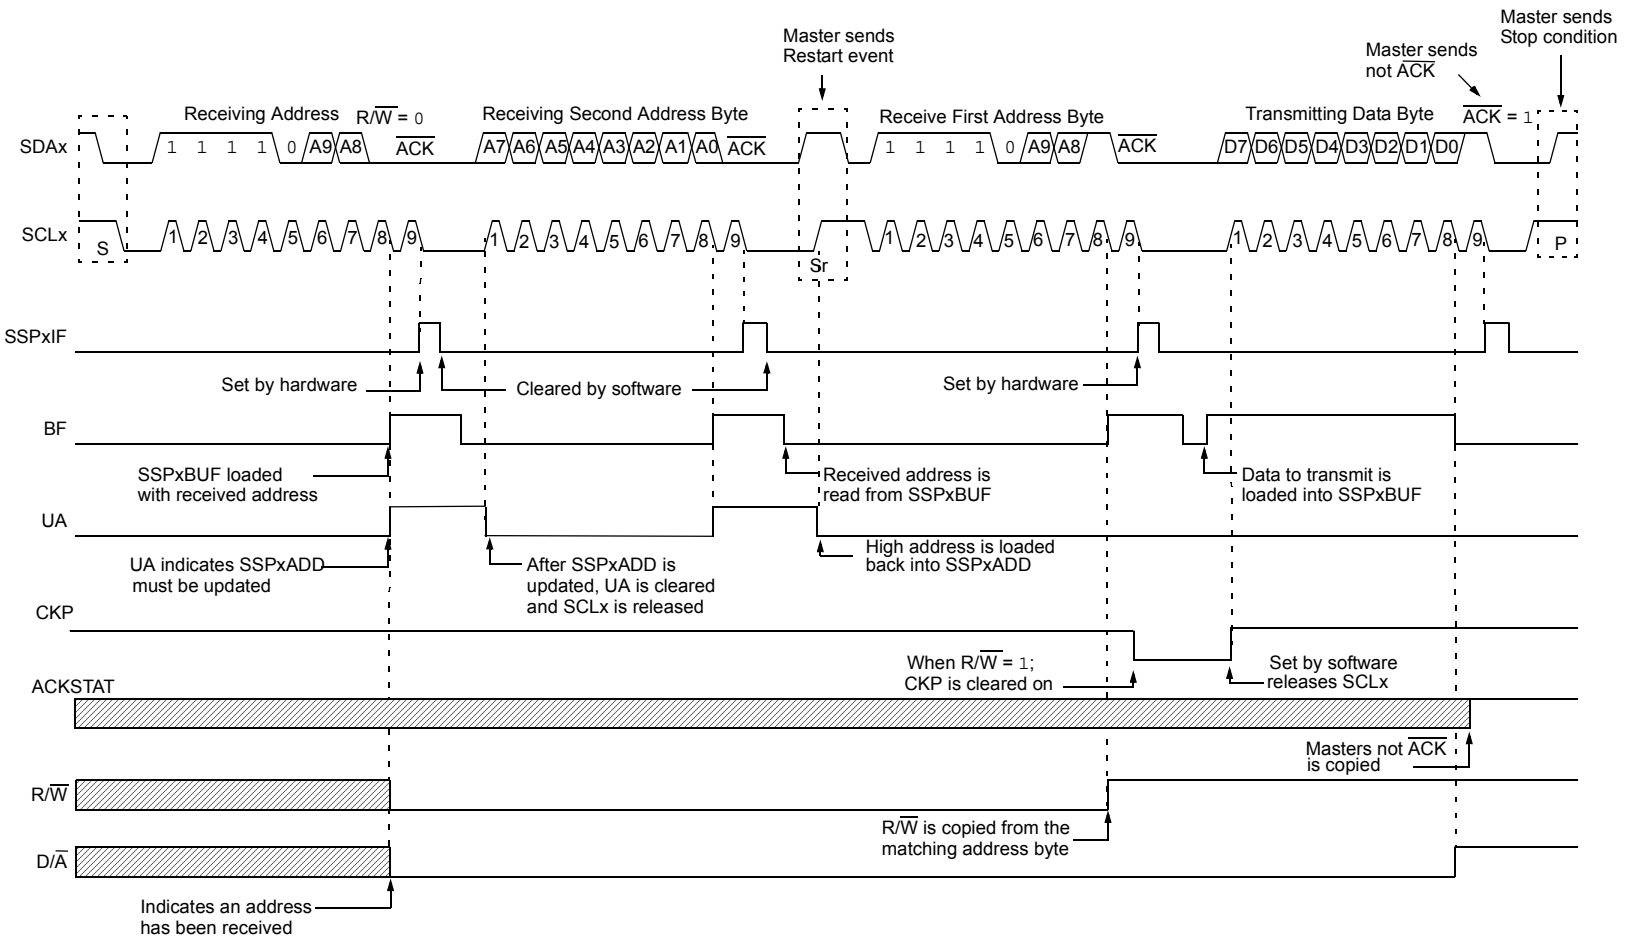 Master sends
Stop condition
Master sends
Restart event
Master sends
not ACK
Receiving Address R/W = 0
Receiving Second Address Byte
Receive First Address Byte
Transmitting Data Byte
ACK = 1
SDAx
1 1 1 1 0 A9 A8 ACK
A7 A6 A5 A4 A3 A2 A1 A0 ACK
1 1 1 1 0 A9 A8 ACK
D7 D6 D5 D4 D3 D2 D1 D0
SCLx
S
1 2 3 4 5 6 7 8 9
1 2 3 4 5 6 7 8 9
Sr
1 2 3 4 5 6 7 8 9
1 2 3 4 5 6 7 8 9
P
SSPxIF
Set by hardware
Cleared by software
Set by hardware
BF
SSPxBUF loaded
with received address
Received address is
read from SSPxBUF
Data to transmit is
loaded into SSPxBUF
UA
UA indicates SSPxADD
must be updated
After SSPxADD is
updated, UA is cleared
and SCLx is released
High address is loaded
back into SSPxADD
CKP
When R/W = 1;
CKP is cleared on
Set by software
releases SCLx
ACKSTAT
Masters not ACK
is copied
R/W
R/W is copied from the
matching address byte
D/A
Indicates an address
has been received